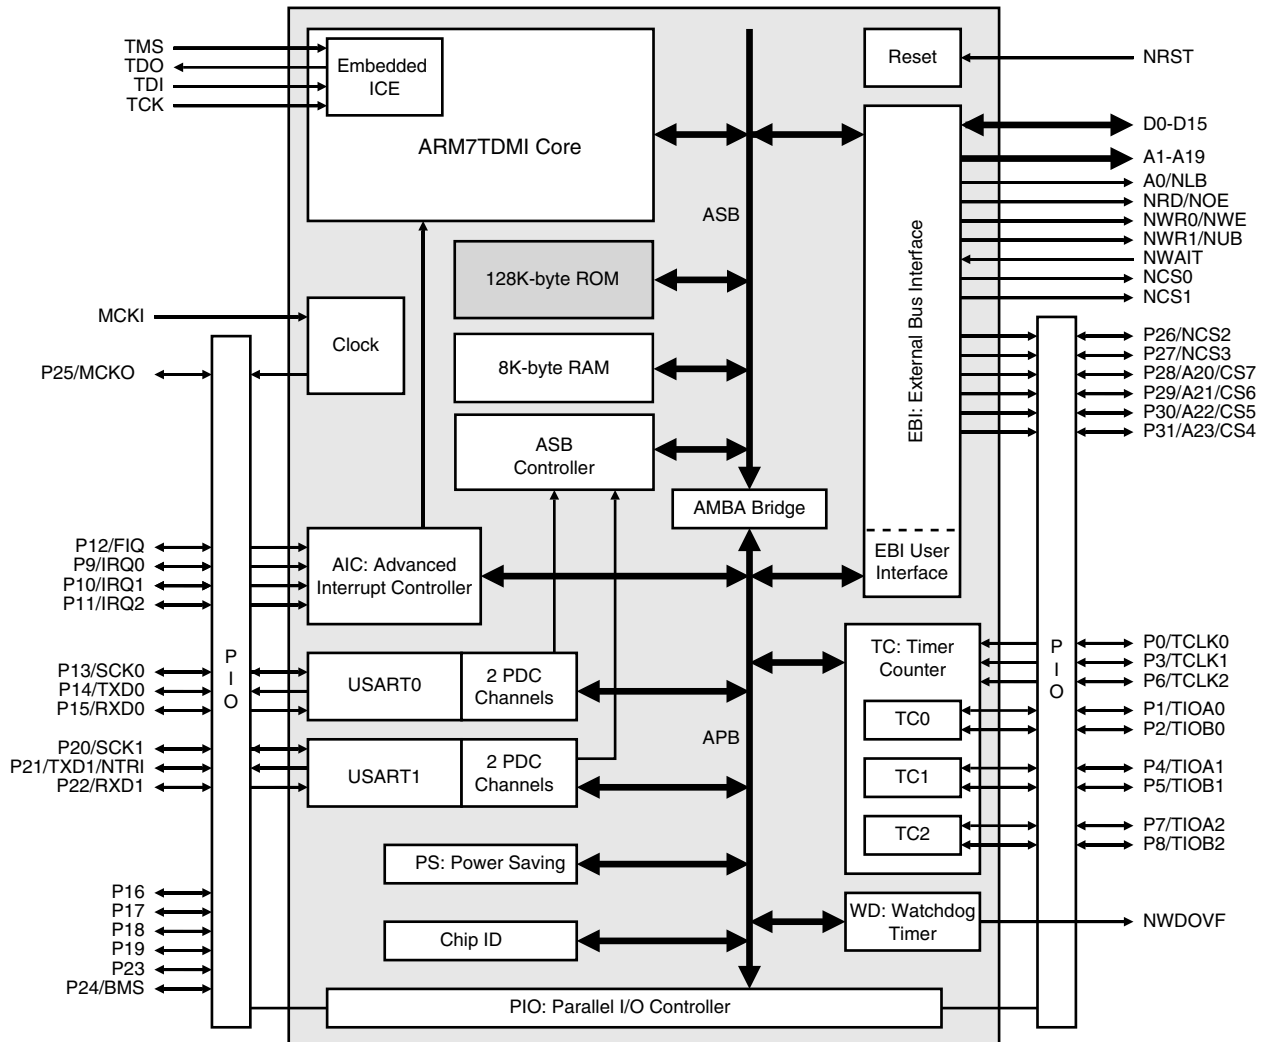 TMS
TDO
TDI
TCK
Embedded
ICE
ARM7TDMI Core
Reset
NRST
D0-D15
A1-A19
A0/NLB
NRD/NOE
NWR0/NWE
NWR1/NUB
NWAIT
NCS0
NCS1
ASB
EBI: External Bus Interface
128K-byte ROM
MCKI
Clock
P25/MCKO
8K-byte RAM
P26/NCS2
P27/NCS3
P28/A20/CS7
P29/A21/CS6
P30/A22/CS5
P31/A23/CS4
ASB
Controller
AMBA Bridge
EBI User
Interface
P12/FIQ
P9/IRQ0
P10/IRQ1
P11/IRQ2
AIC: Advanced
Interrupt Controller
P
I
O
P13/SCK0
P14/TXD0
P15/RXD0
USART0
2 PDC
Channels
P20/SCK1
P21/TXD1/NTRI
P22/RXD1
USART1
2 PDC
Channels
APB
TC: Timer
Counter
TC0
TC1
TC2
P
I
O
P0/TCLK0
P3/TCLK1
P6/TCLK2
P1/TIOA0
P2/TIOB0
P4/TIOA1
P5/TIOB1
P7/TIOA2
P8/TIOB2
PS: Power Saving
P16
P17
P18
P19
P23
P24/BMS
Chip ID
WD: Watchdog
Timer
NWDOVF
PIO: Parallel I/O Controller